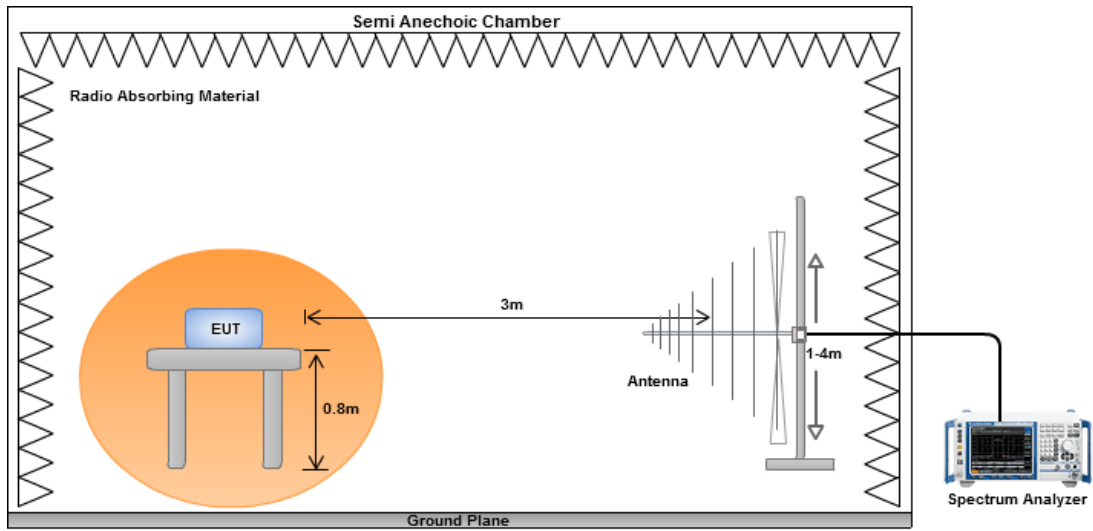 Semi Anechoic Chamber
Radio Absorbing Material
3m
EUT
1-4m
Antenna
0.8m
Spectrum Analyzer
Ground Plane